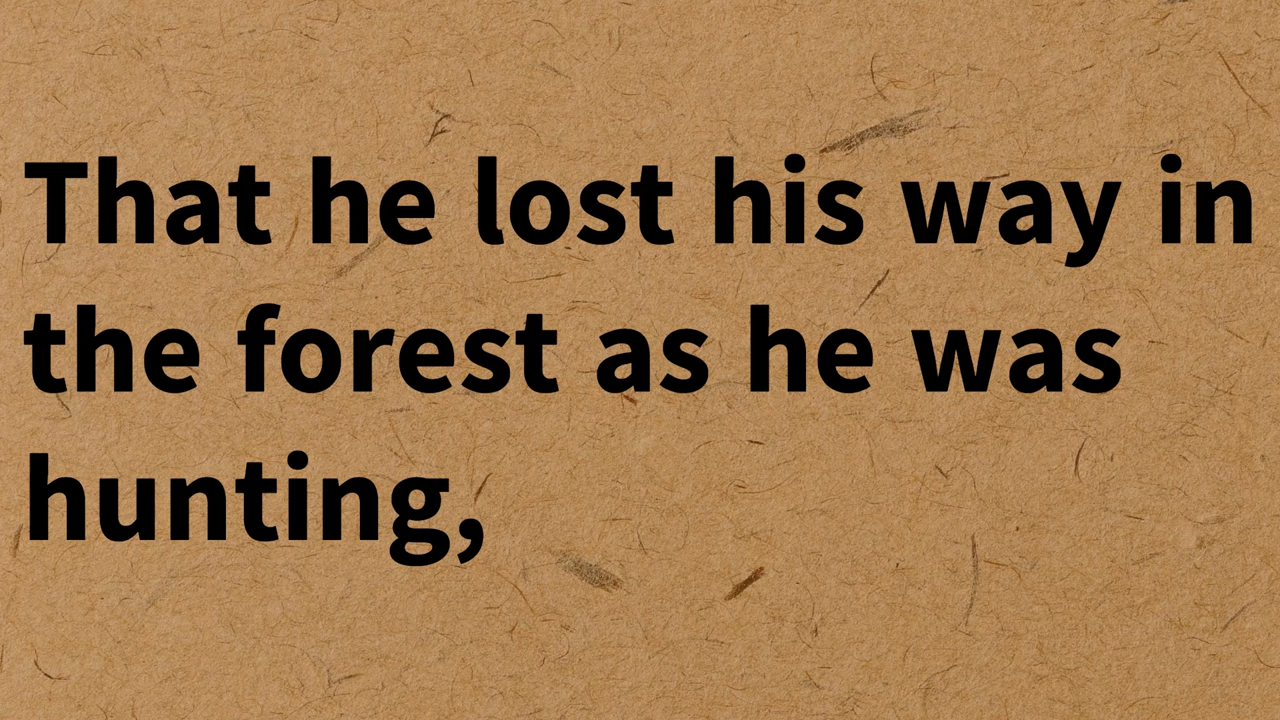 That he lost his way in
the forest as he was
hunting,